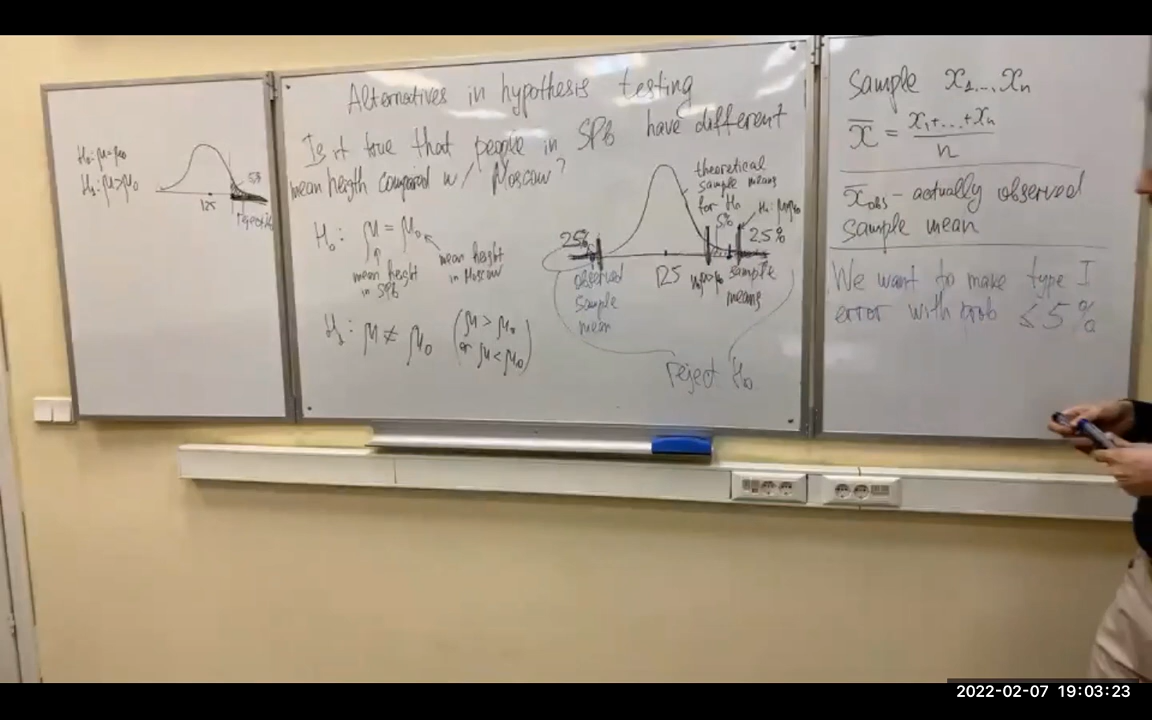 H₀: μ=μ₀
H₁: μ>μ₀
5%
125
Alternatives in hypothesis testing
Is it true that people in SPb have different
mean heigth compared w/ Moscow?
H₀: μ = μ₀
mean height
in SPb
mean height
in Moscow
H₁: μ ≠ μ₀ (μ > μ₀
or μ < μ₀)
theoretical
sample means
for H₀
5%
2.5%
2.5%
observed
sample
mean
125
sample
means
reject H₀
Sample x₁...xₙ
x̄ = x₁+...+xₙ
n
x̄obs - actually observed
sample mean
We want to make type I
error with prob ≤ 5%
2022-02-07 19:03:23